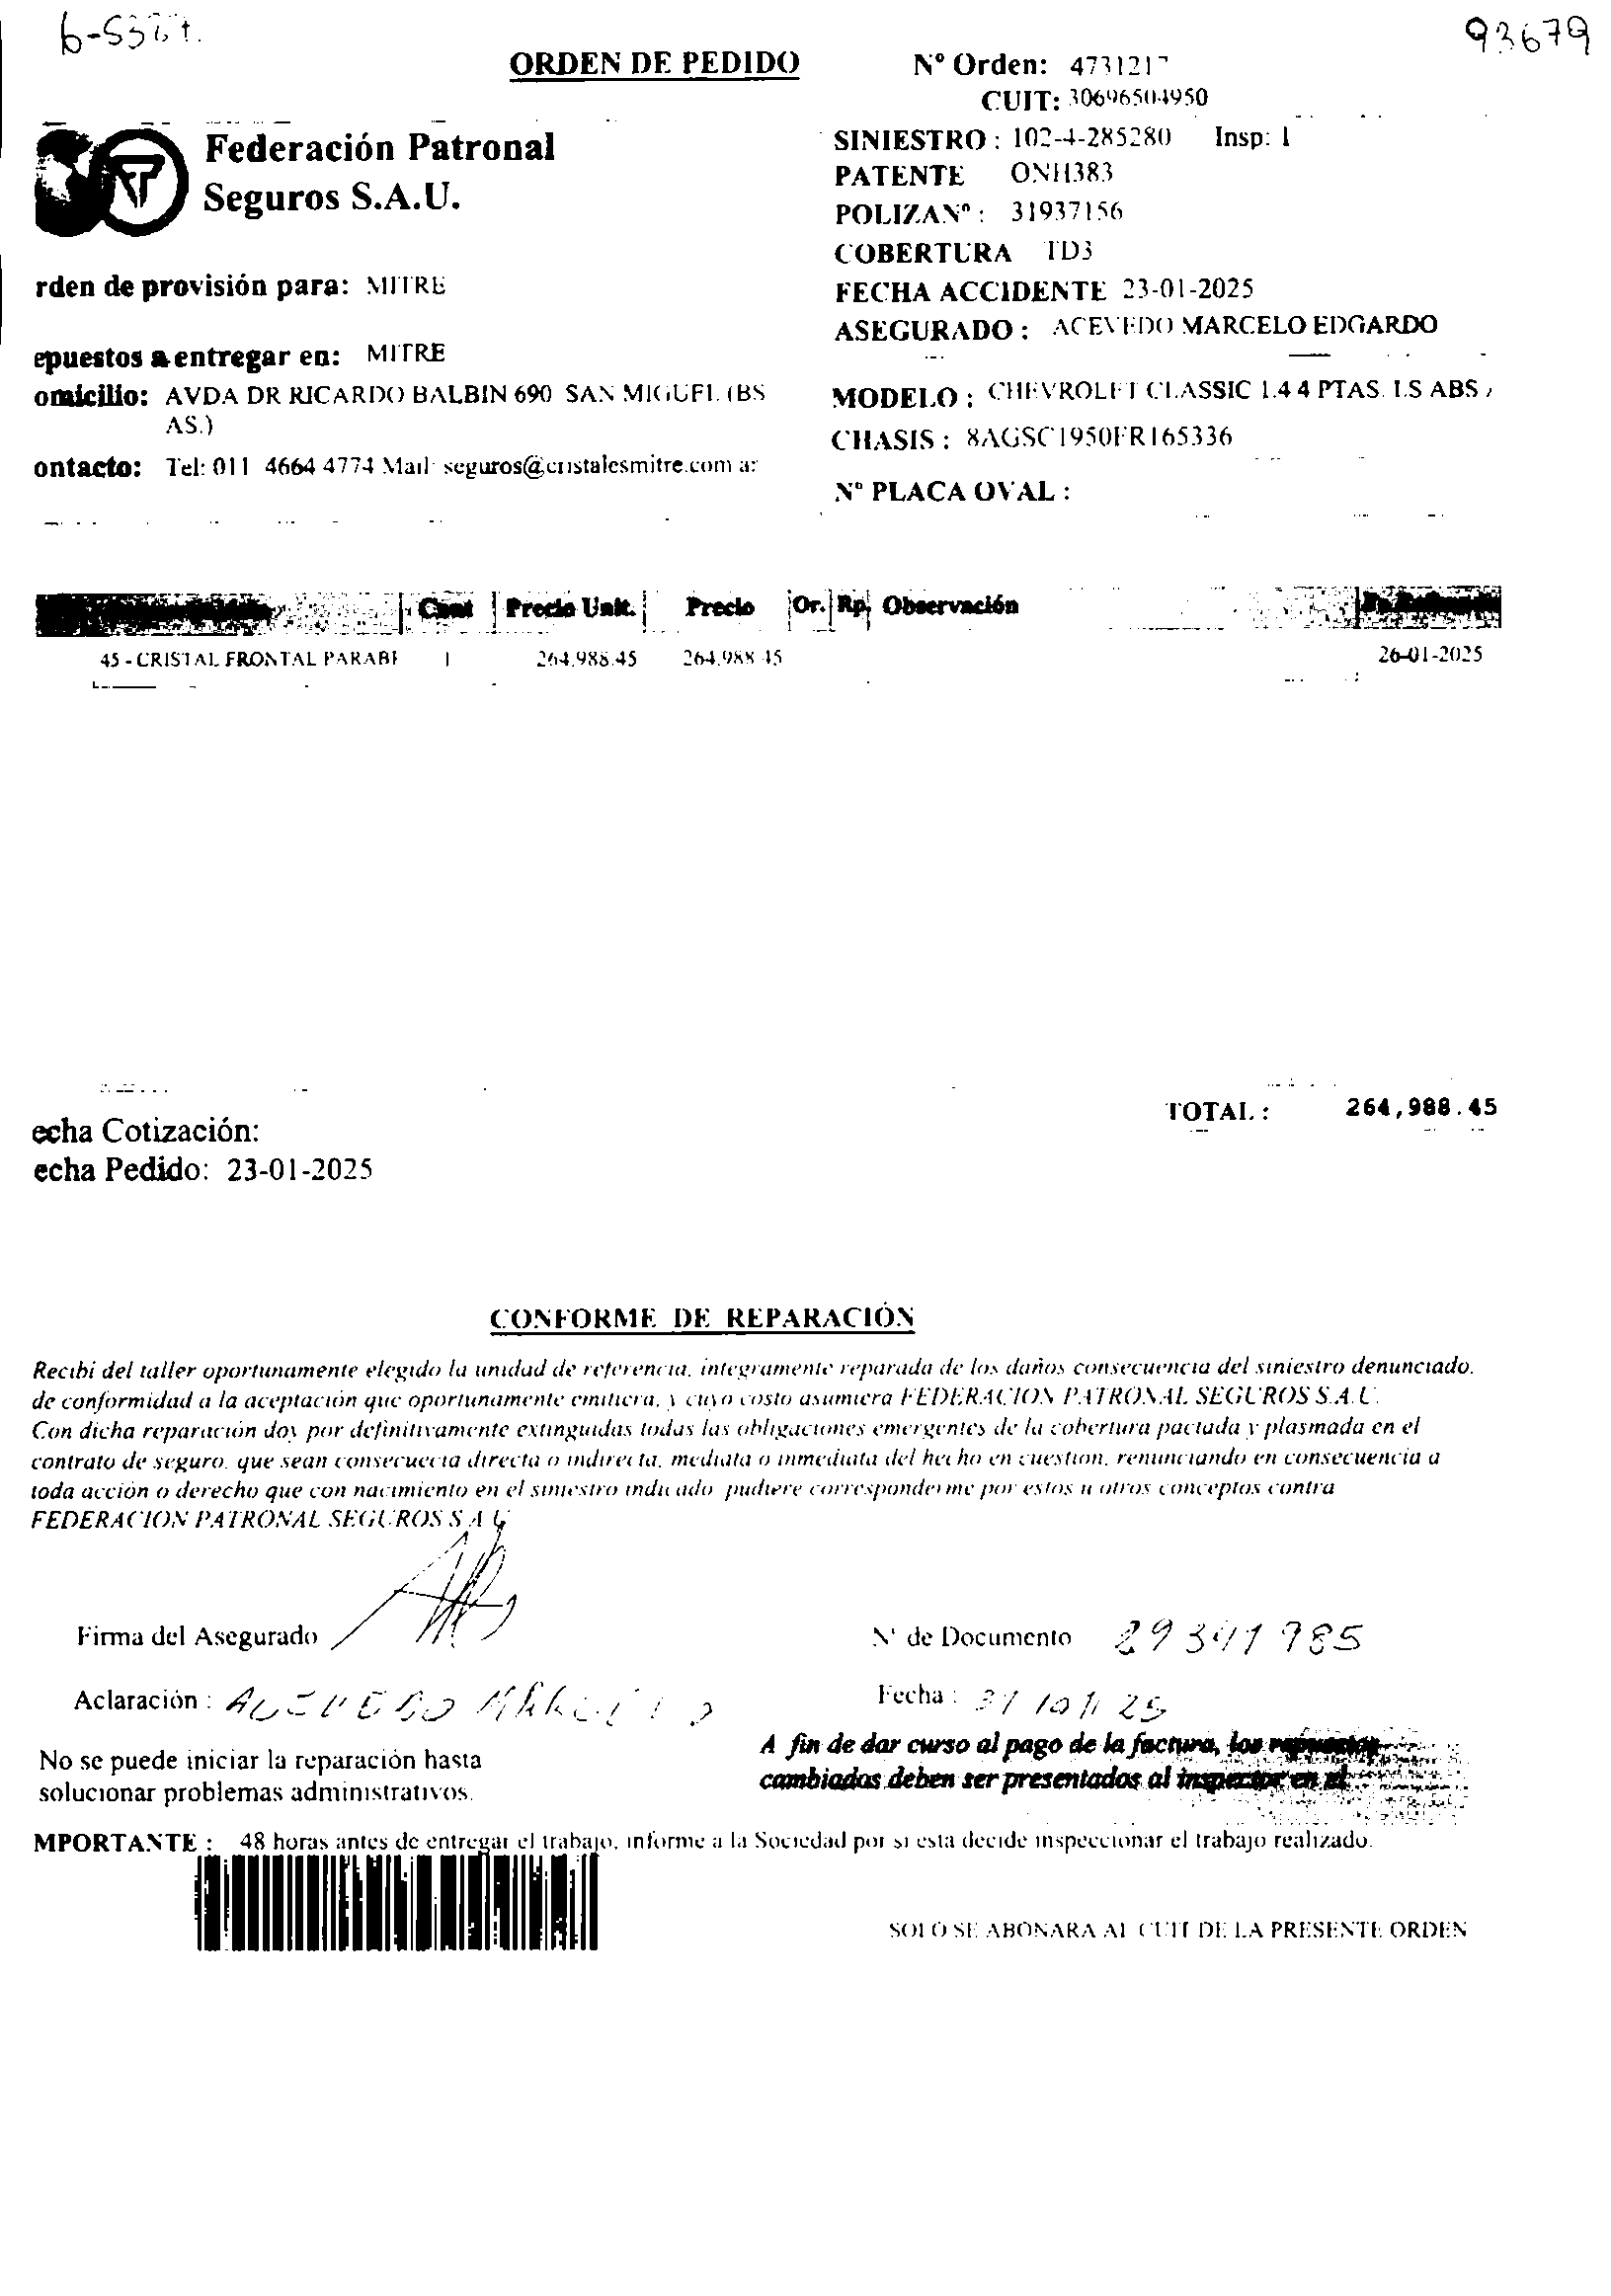 93679
ORDEN DE PEDIDO
Nº Orden: 4731217
CUIT: 30696504950
Federación Patronal
Seguros S.A.U.
SINIESTRO : 102-4-285280 Insp: 1
PATENTE ONH383
POLIZA Nº : 31937156
COBERTURA TD3
rden de provisión para: MITRE
FECHA ACCIDENTE 23-01-2025
ASEGURADO : ACEVEDO MARCELO EDGARDO
epuestos a entregar en: MITRE
omicilio: AVDA DR RICARDO BALBIN 690 SAN MIGUEL (BS
AS.)
MODELO : CHEVROLET CLASSIC 1.4 4 PTAS. LS ABS
CHASIS : 8AGSC1950FR165336
ontacto: Tel: 011 4664 4774 Mail: seguros@cristalesmitre.com.ar
Nº PLACA OVAL :
Cant Precio Unit. Precio Or. Rp. Observación
45 - CRISTAL FRONTAL PARABR 1 264,988.45 264,988.45 26-01-2025
TOTAL : 264,988.45
echa Cotización:
echa Pedido: 23-01-2025
CONFORME DE REPARACIÓN
Recibí del taller oportunamente elegido la unidad de referencia, íntegramente reparada de los daños consecuencia del siniestro denunciado,
de conformidad a la aceptación que oportunamente emitiera, y cuyo costo asumiera FEDERACION PATRONAL SEGUROS S.A.U.
Con dicha reparación doy por definitivamente extinguidas todas las obligaciones emergentes de la cobertura pactada y plasmada en el
contrato de seguro, que sean consecuecia directa o indirecta, mediata o inmediata del hecho en cuestion, renunciando en consecuencia a
toda acción o derecho que con nacimiento en el siniestro indicado pudiere corresponderme por estos u otros conceptos contra
FEDERACION PATRONAL SEGUROS S.A.U
Firma del Asegurado
Nº de Documento 29341985
Aclaración : ACEVEDO MARCELO
Fecha : 31/01/25
No se puede iniciar la reparación hasta
solucionar problemas administrativos.
A fin de dar curso al pago de la factura, los repuestos
cambiados deben ser presentados al inspector en el
MPORTANTE : 48 horas antes de entregar el trabajo, informe a la Sociedad por si esta decide inspeccionar el trabajo realizado.
SOLO SE ABONARA AL CUIT DE LA PRESENTE ORDEN